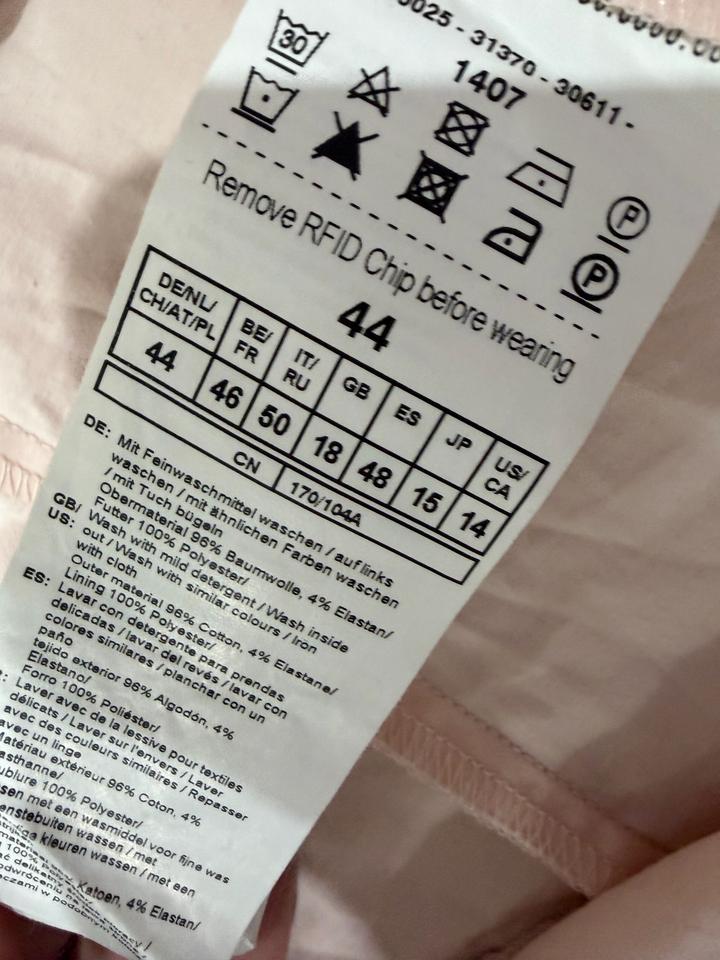 0025 - 31370 - 30611 -
1407
30
P
P
Remove RFID Chip before wearing
44
DE/NL/ CH/AT/PL BE/ FR IT/ RU GB ES JP US/ CA
44 46 50 18 48 15 14
CN 170/104A
DE: Mit Feinwaschmittel waschen / auf links
waschen / mit ähnlichen Farben waschen
/ mit Tuch bügeln
Obermaterial 96% Baumwolle, 4% Elastan/
Futter 100% Polyester/
GB/ US: Wash with mild detergent / Wash inside
out / Wash with similar colours / Iron
with cloth
Outer material 96% Cotton, 4% Elastane/
Lining 100% Polyester/
ES: Lavar con detergente para prendas
delicadas / lavar del revés / lavar con
colores similares / planchar con un
paño
tejido exterior 96% Algodón, 4%
Elastano/
Forro 100% Poliéster/
Laver avec de la lessive pour textiles
délicats / Laver sur l'envers / Laver
avec des couleurs similaires / Repasser
avec un linge
Matériau extérieur 96% Coton, 4%
asthanne/
ublure 100% Polyester/
sen met een wasmiddel voor fijne was
enstebuiten wassen / met
kleuren wassen / met een
Katoen, 4% Elastan/